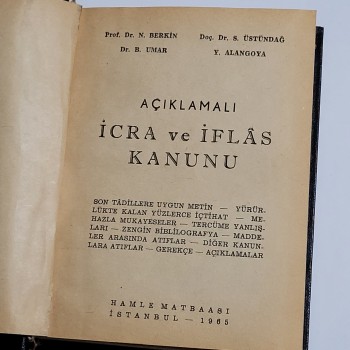 Prof. Dr. N. BERKİN Doç. Dr. S. ÜSTÜNDAĞ
Dr. B. UMAR Y. ALANGOYA
AÇIKLAMALI
İCRA ve İFLÂS
KANUNU
SON TÂDİLLERE UYGUN METİN — YÜRÜR-
LÜKTE KALAN YÜZLERCE İÇTİHAT — ME-
HAZLA MUKAYESELER — TERCÜME YANLIŞ-
LARI — ZENGİN BİBLİLOGRAFYA — MADDE-
LER ARASINDA ATIFLAR — DİĞER KANUN-
LARA ATIFLAR — GEREKÇE — AÇIKLAMALAR
HAMLE MATBAASI
İSTANBUL — 1965